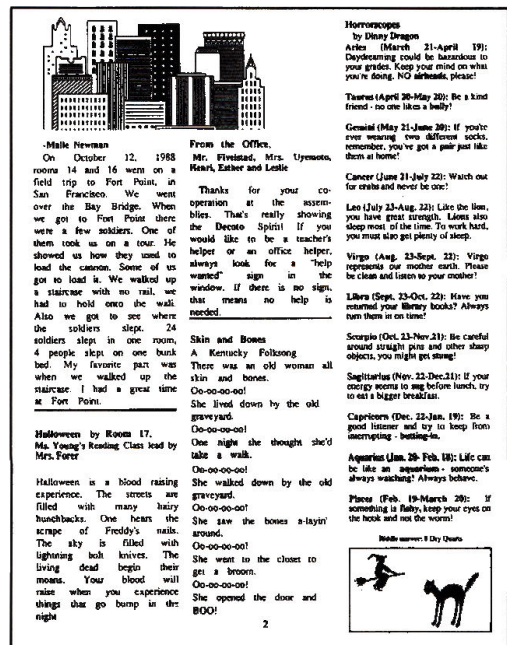 -Malle Newman
On October 12, 1988
rooms 14 and 16 went on a
field trip to Fort Point, in
San Francisco. We went
over the Bay Bridge. When
we got to Fort Point there
were a few soldiers. One of
them took us on a tour. He
showed us how they used to
load the cannon. Some of us
got to load it. We walked up
a staircase with no rail, we
had to hold onto the wall.
Also we got to see where
the soldiers slept. 24
soldiers slept in one room,
4 people slept on one bunk
bed. My favorite part was
when we walked up the
staircase. I had a great time
at Fort Point.
Halloween by Room 17,
Ms. Young's Reading Class lead by
Mrs. Forer
Halloween is a blood raising
experience. The streets are
filled with many hairy
hunchbacks. One hears the
scrape of Freddy's nails.
The sky is filled with
lightning bolt knives. The
living dead begin their
moans. Your blood will
raise when you experience
things that go bump in the
night
From the Office,
Mr. Fivelstad, Mrs. Uyemoto,
Henri, Esther and Leslie
Thanks for your co-
operation at the assem-
blies. That's really showing
the Decoto Spirit! If you
would like to be a teacher's
helper or an office helper,
always look for a "help
wanted" sign in the
window. If there is no sign,
that means no help is
needed.
Skin and Bones
A Kentucky Folksong
There was an old woman all
skin and bones.
Oo-oo-oo-oo!
She lived down by the old
graveyard.
Oo-oo-oo-oo!
One night she thought she'd
take a walk.
Oo-oo-oo-oo!
She walked down by the old
graveyard.
Oo-oo-oo-oo!
She saw the bones a-layin'
around.
Oo-oo-oo-oo!
She went to the closet to
get a broom.
Oo-oo-oo-oo!
She opened the door and
BOO!
Horrorscopes
by Dinny Dragon
Aries (March 21-April 19):
Daydreaming could be hazardous to
your grades. Keep your mind on what
you're doing. NO airheads, please!
Taurus (April 20-May 20): Be a kind
friend - no one likes a bully!
Gemini (May 21-June 20): If you're
ever wearing two different socks,
remember, you've got a pair just like
them at home!
Cancer (June 21-July 22): Watch out
for crabs and never be one!
Leo (July 23-Aug. 22): Like the lion,
you have great strength. Lions also
sleep most of the time. To work hard,
you must also get plenty of sleep.
Virgo (Aug. 23-Sept. 22): Virgo
represents our mother earth. Please
be clean and listen to your mother!
Libra (Sept. 23-Oct. 22): Have you
returned your library books? Always
turn them in on time!
Scorpio (Oct. 23-Nov.21): Be careful
around straight pins and other sharp
objects, you might get stung!
Sagittarius (Nov. 22-Dec.21): If your
energy seems to sag before lunch, try
to eat a bigger breakfast.
Capricorn (Dec. 22-Jan. 19): Be a
good listener and try to keep from
interrupting - butting-in.
Aquarius (Jan. 20- Feb. 18): Life can
be like an aquarium - someone's
always watching! Always behave.
Pisces (Feb. 19-March 20): If
something is fishy, keep your eyes on
the hook and not the worm!
Riddle answer: 8 Dry Quarts
2